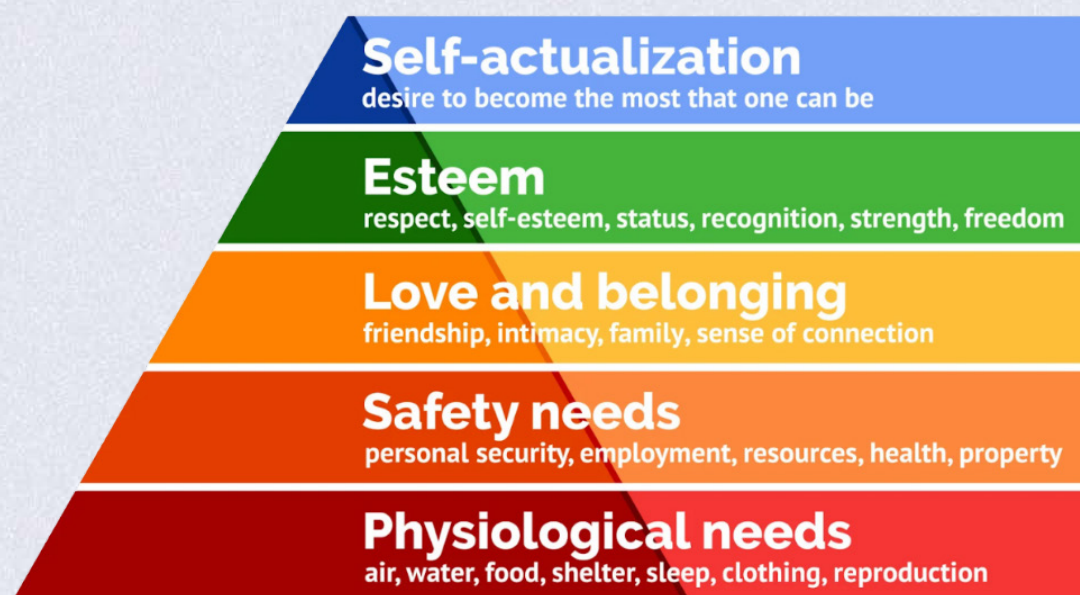 Self-actualization
desire to become the most that one can be
Esteem
respect, self-esteem, status, recognition, strength, freedom
Love and belonging
friendship, intimacy, family, sense of connection
Safety needs
personal security, employment, resources, health, property
Physiological needs
air, water, food, shelter, sleep, clothing, reproduction